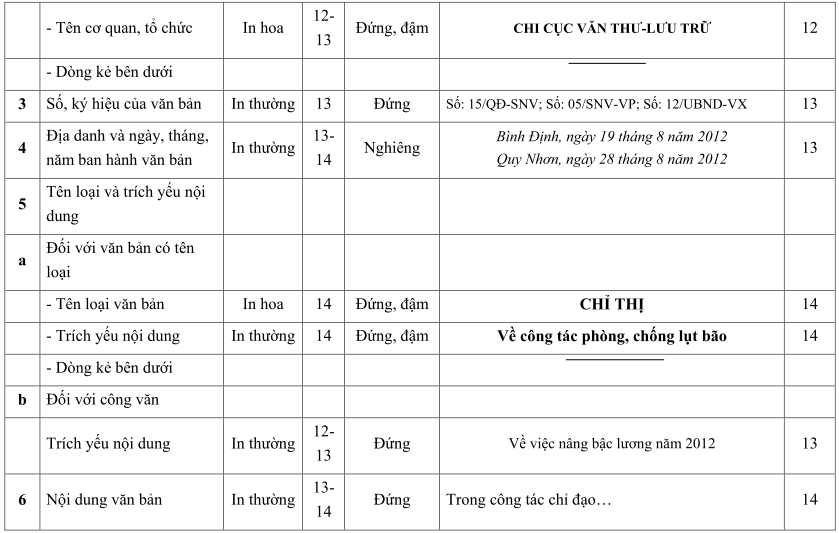 - Tên cơ quan, tổ chức In hoa 12-13 Đứng, đậm CHI CỤC VĂN THƯ-LƯU TRỮ 12
- Dòng kẻ bên dưới
3 Số, ký hiệu của văn bản In thường 13 Đứng Số: 15/QĐ-SNV; Số: 05/SNV-VP; Số: 12/UBND-VX 13
4 Địa danh và ngày, tháng, năm ban hành văn bản In thường 13-14 Nghiêng Bình Định, ngày 19 tháng 8 năm 2012
Quy Nhơn, ngày 28 tháng 8 năm 2012 13
5 Tên loại và trích yếu nội dung
a Đối với văn bản có tên loại
- Tên loại văn bản In hoa 14 Đứng, đậm CHỈ THỊ 14
- Trích yếu nội dung In thường 14 Đứng, đậm Về công tác phòng, chống lụt bão 14
- Dòng kẻ bên dưới
b Đối với công văn
Trích yếu nội dung In thường 12-13 Đứng Về việc nâng bậc lương năm 2012 13
6 Nội dung văn bản In thường 13-14 Đứng Trong công tác chỉ đạo… 14